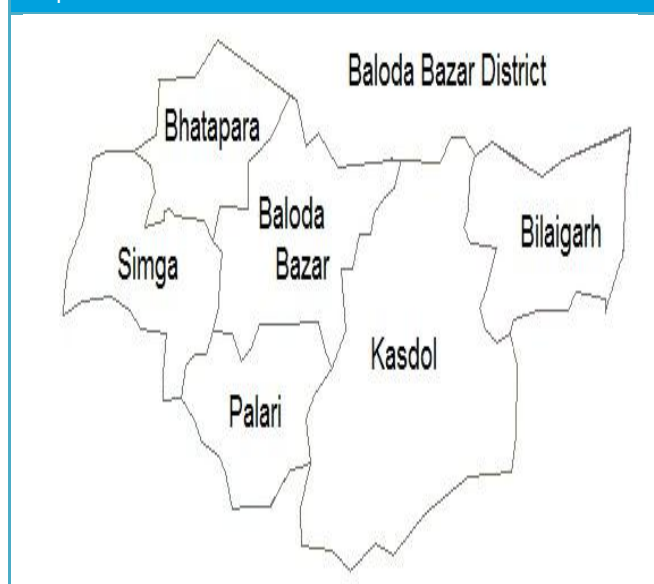 Baloda Bazar District
Bhatapara
Baloda
Bazar
Bilaigarh
Simga
Kasdol
Palari